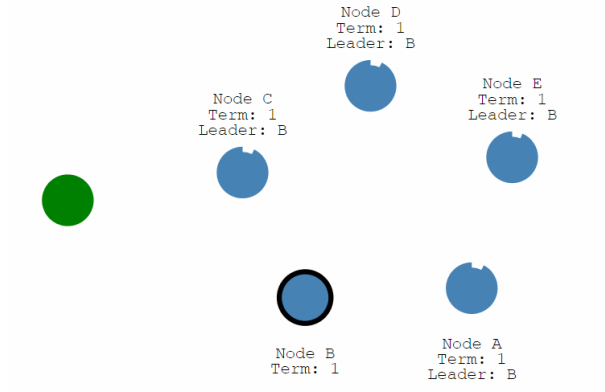 Node D
Term: 1
Leader: B
Node E
Term: 1
Leader: B
Node C
Term: 1
Leader: B
Node B
Term: 1
Node A
Term: 1
Leader: B